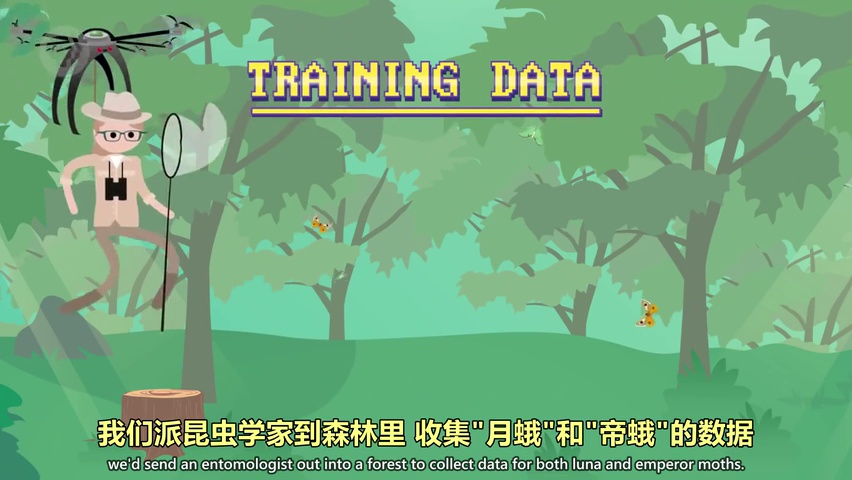 TRAINING DATA
我们派昆虫学家到森林里 收集"月蛾"和"帝蛾"的数据
we'd send an entomologist out into a forest to collect data for both luna and emperor moths.